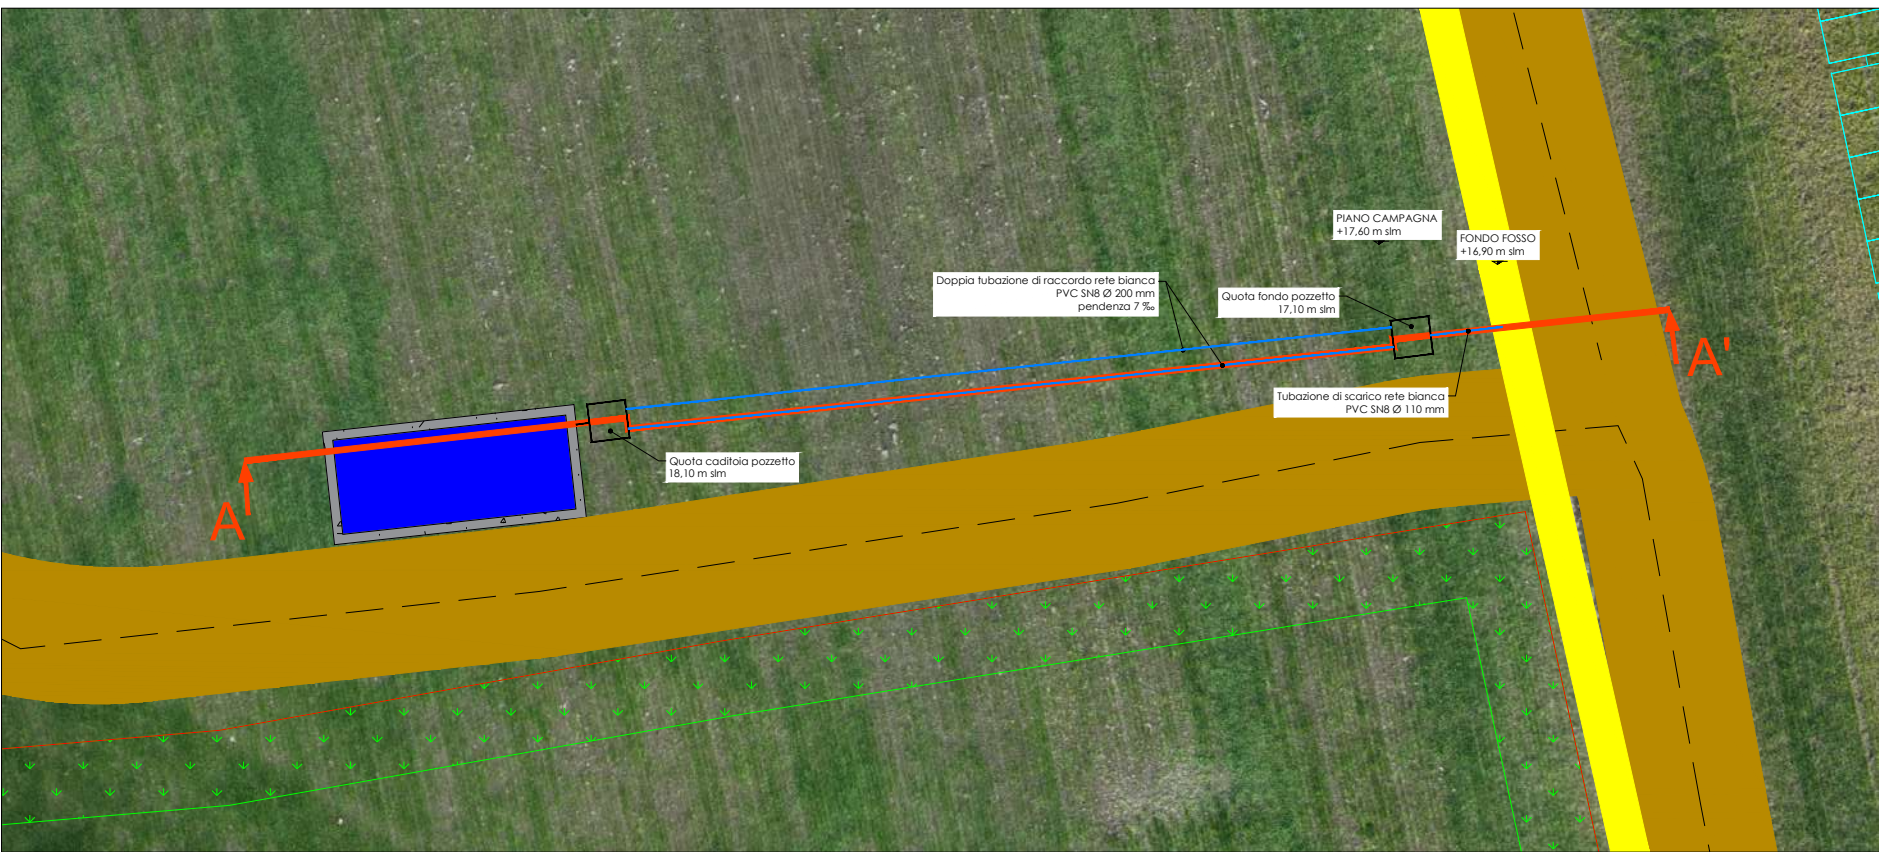 PIANO CAMPAGNA
+17,60 m slm
FONDO FOSSO
+16,90 m slm
Doppia tubazione di raccordo rete bianca
PVC SN8 Ø 200 mm
pendenza 7 ‰
Quota fondo pozzetto
17,10 m slm
A'
Tubazione di scarico rete bianca
PVC SN8 Ø 110 mm
Quota caditoia pozzetto
18,10 m slm
A